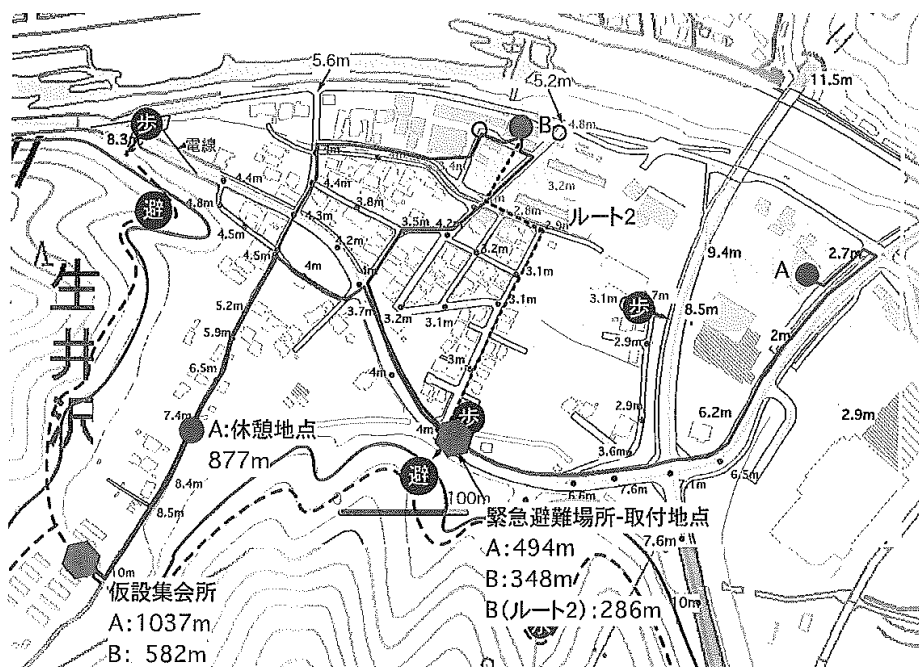 5.6m
5.2m
11.5m
B
4.8m
歩
8.3
電線
4.4m
4.4m
3.2m
3.8m
避
4.8m
4.3m
3.5m
4.2m
2.8m
2.9m
ルート2
4.5m
3.2m
9.4m
2.7m
A
4.5m
4m
3.1m
生井沢
3.7m
3.2m
3.1m
3.1m
3.1m
7m
歩
8.5m
5.2m
5.9m
2.9m
2m
6.5m
4m
3m
7.4m
2.9m
6.2m
2.9m
A:休憩地点
877m
4m
歩
3.6m
避
8.4m
6.6m
7.6m
7.1m
6.5m
8.5m
100m
緊急避難場所-取付地点
A:494m
B:348m
B(ルート2):286m
7.6m
10m
10m
仮設集会所
A:1037m
B: 582m